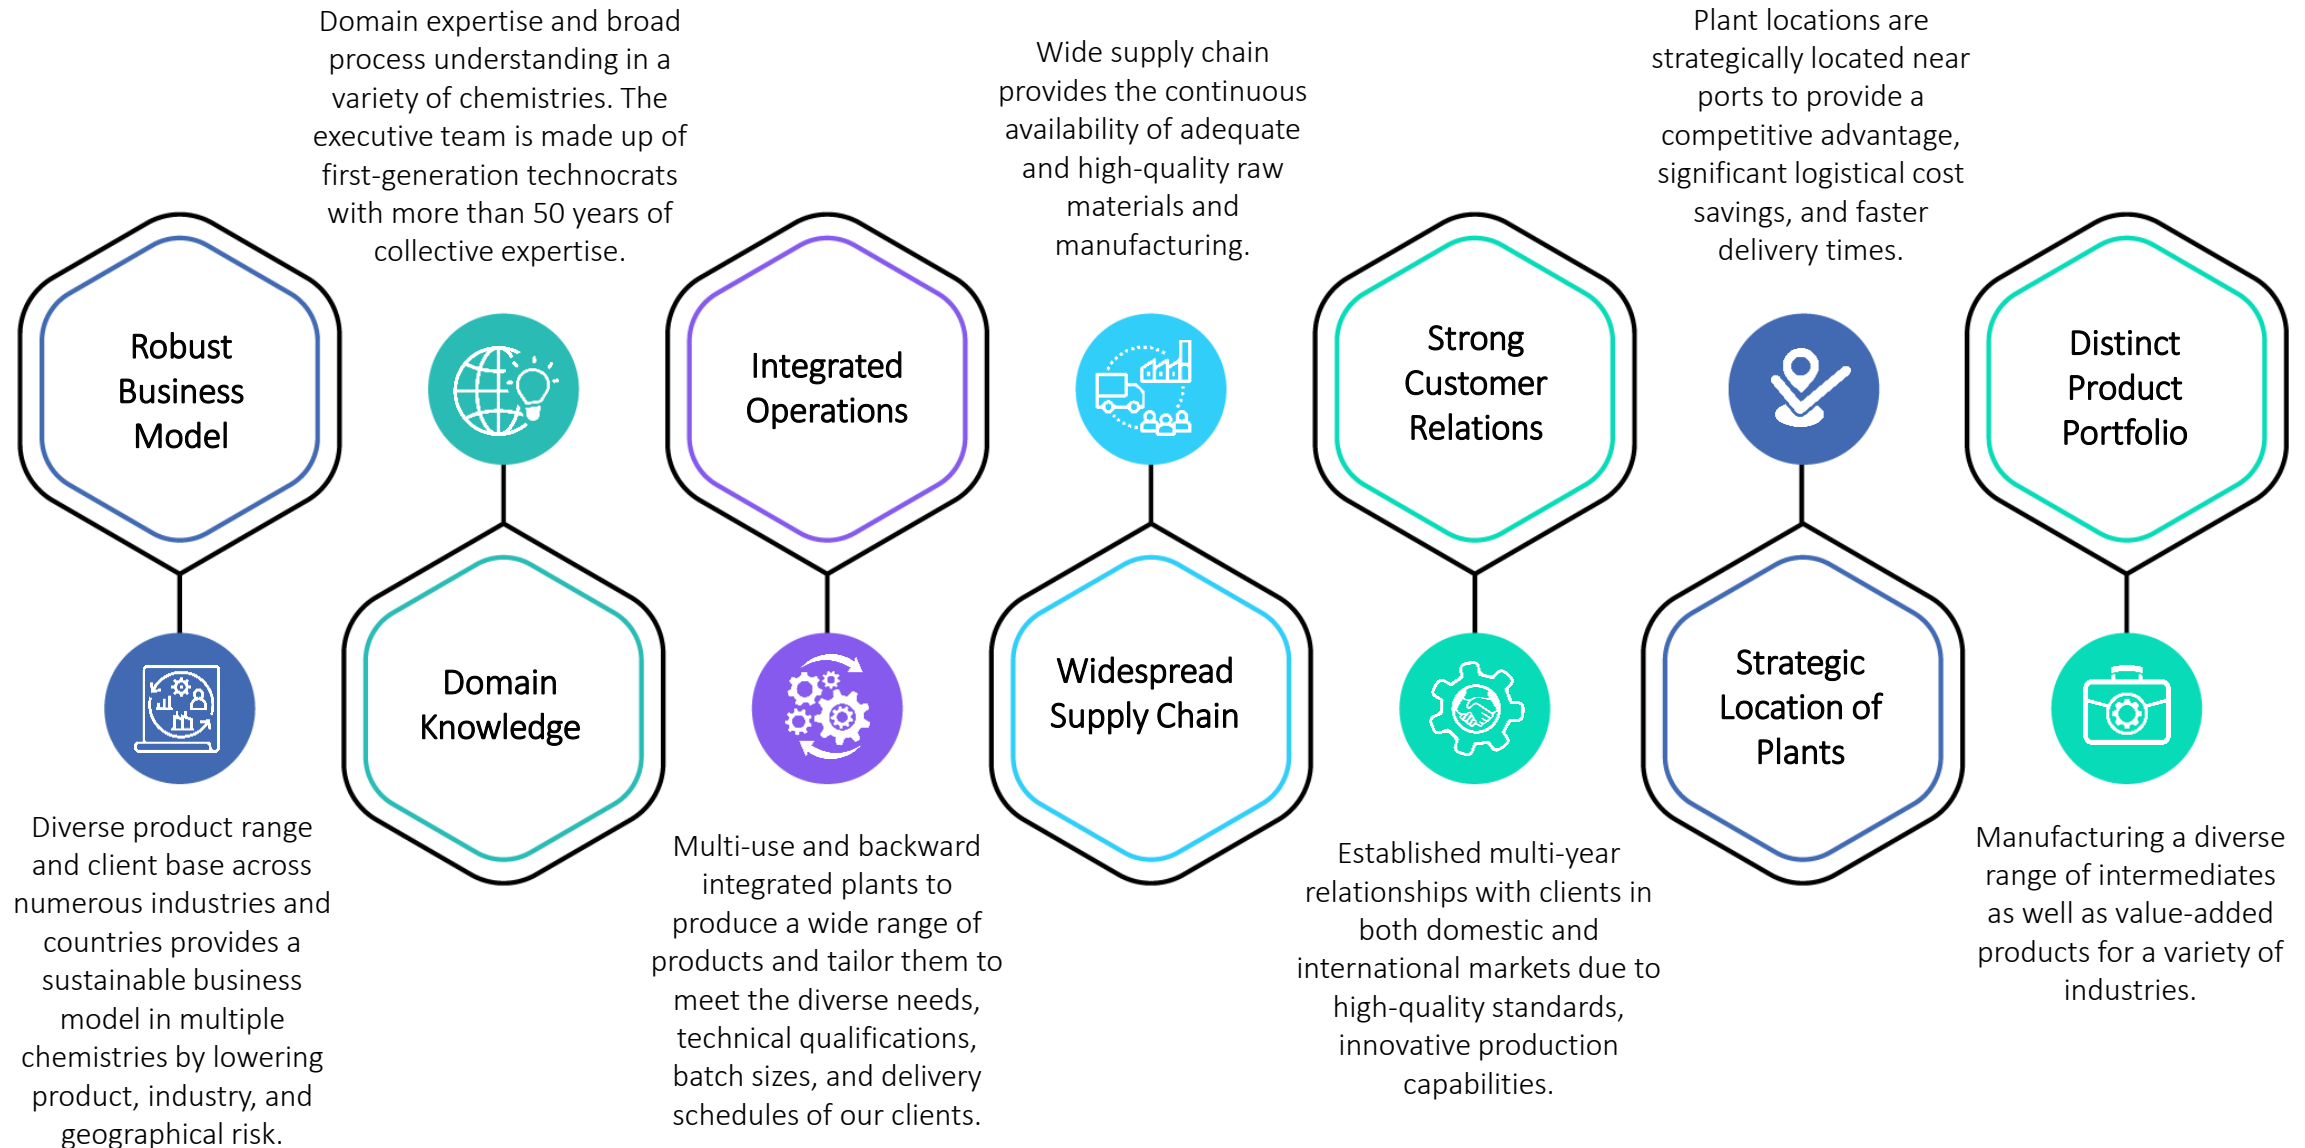 Robust
Business
Model
Diverse product range
and client base across
numerous industries and
countries provides a
sustainable business
model in multiple
chemistries by lowering
product, industry, and
geographical risk.
Domain expertise and broad
process understanding in a
variety of chemistries. The
executive team is made up of
first-generation technocrats
with more than 50 years of
collective expertise.
Domain
Knowledge
Integrated
Operations
Multi-use and backward
integrated plants to
produce a wide range of
products and tailor them to
meet the diverse needs,
technical qualifications,
batch sizes, and delivery
schedules of our clients.
Wide supply chain
provides the continuous
availability of adequate
and high-quality raw
materials and
manufacturing.
Widespread
Supply Chain
Strong
Customer
Relations
Established multi-year
relationships with clients in
both domestic and
international markets due to
high-quality standards,
innovative production
capabilities.
Plant locations are
strategically located near
ports to provide a
competitive advantage,
significant logistical cost
savings, and faster
delivery times.
Strategic
Location of
Plants
Distinct
Product
Portfolio
Manufacturing a diverse
range of intermediates
as well as value-added
products for a variety of
industries.